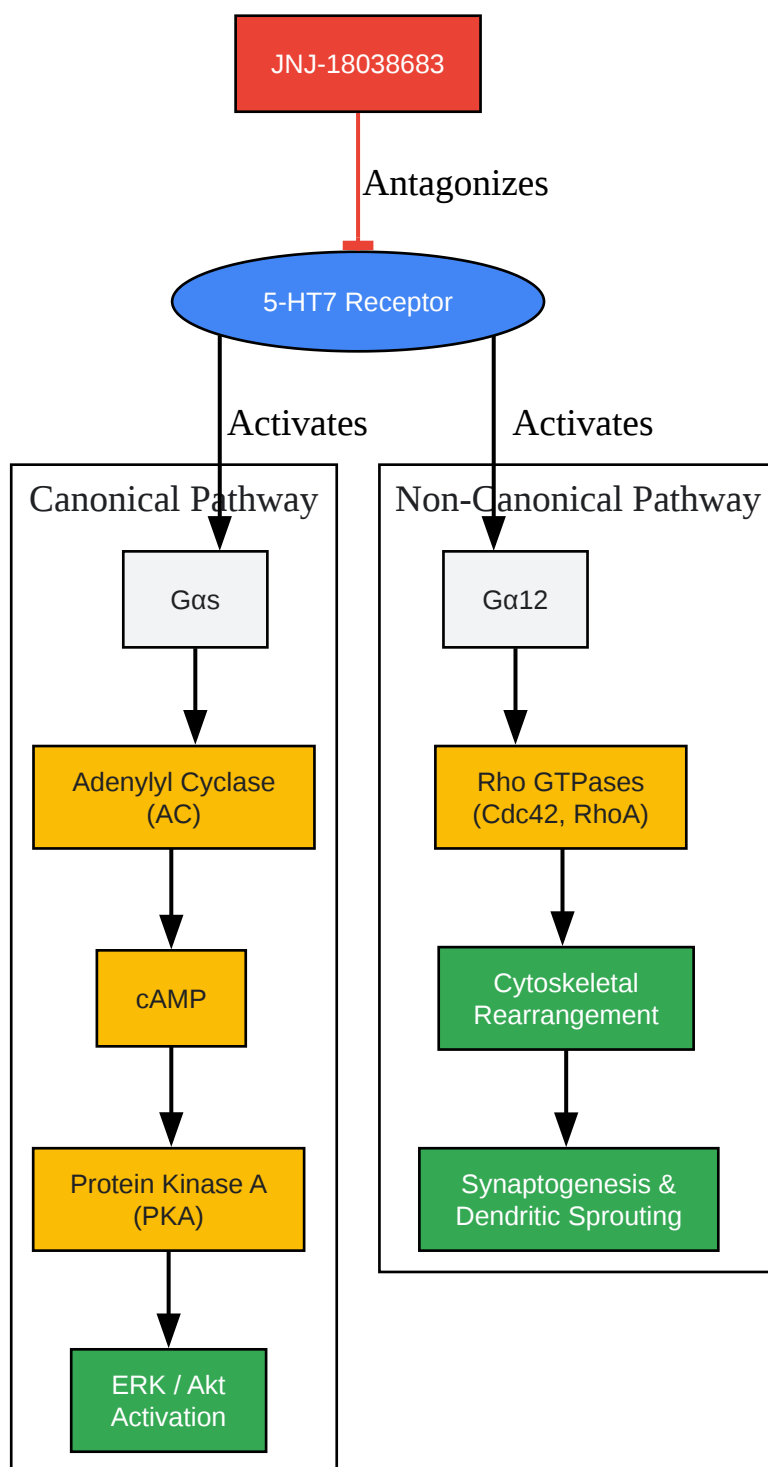 JNJ-18038683
Antagonizes
5-HT7 Receptor
Activates
Activates
Canonical Pathway
Non-Canonical Pathway
Gαs
Gα12
Adenylyl Cyclase
(AC)
Rho GTPases
(Cdc42, RhoA)
cAMP
Cytoskeletal
Rearrangement
Protein Kinase A
(PKA)
Synaptogenesis &
Dendritic Sprouting
ERK / Akt
Activation